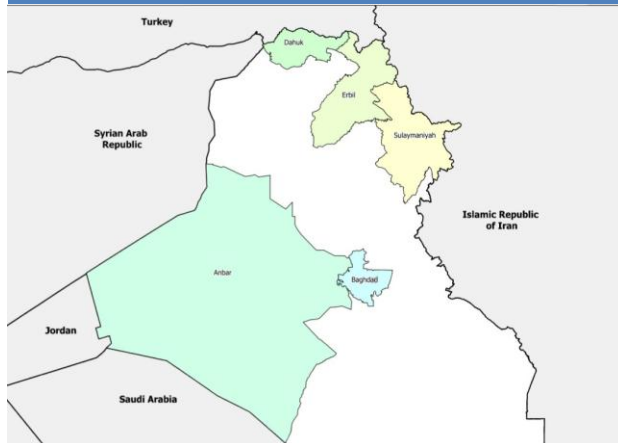 Turkey
Dahuk
Erbil
Syrian Arab
Republic
Sulaymaniyah
Islamic Republic
of Iran
Anbar
Baghdad
Jordan
Saudi Arabia